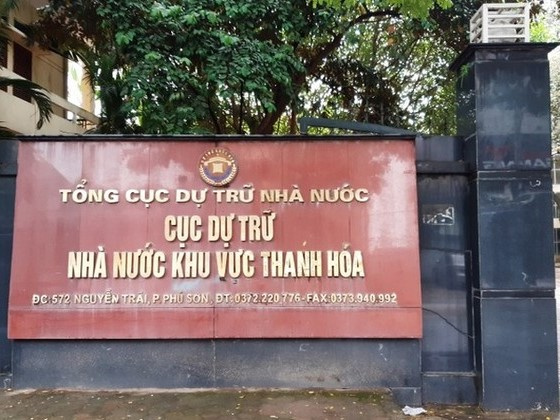 TỔNG CỤC DỰ TRỮ NHÀ NƯỚC
CỤC DỰ TRỮ
NHÀ NƯỚC KHU VỰC THANH HÓA
ĐC:572 NGUYỄN TRÃI, P. PHÚ SƠN, ĐT:0372.220.776-FAX:0373.940.992